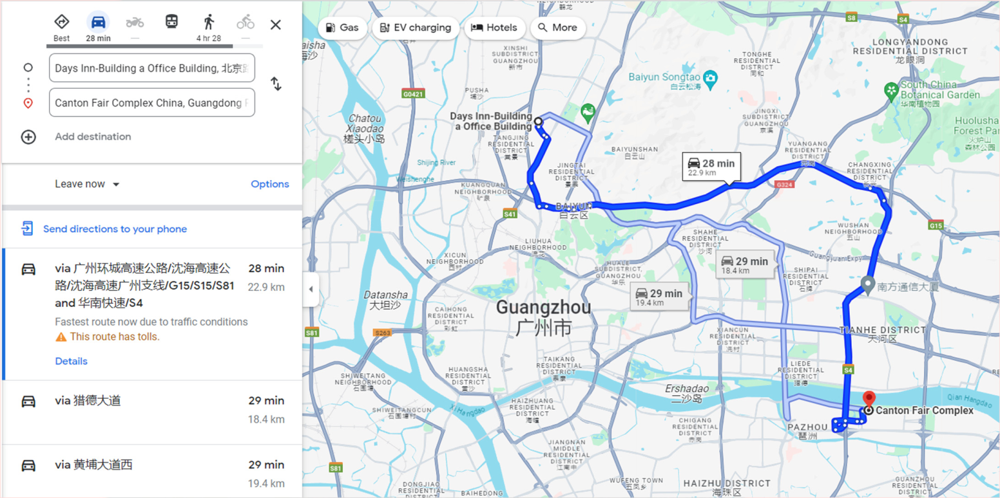 Best
28 min
—
4 hr 28
—
Days Inn-Building a Office Building, 北京
Canton Fair Complex China, Guangdong
Add destination
Leave now
Options
Send directions to your phone
via 广州环城高速公路/沈海高速公
路/沈海高速广州支线/G15/S15/S81
and 华南快速/S4
28 min
22.9 km
Fastest route now due to traffic conditions
This route has tolls.
Details
via 猎德大道
29 min
18.4 km
via 黄埔大道西
29 min
19.4 km
Gas
EV charging
Hotels
More
aisha
海沙
NEIGHBORHOOD
XINSHI
SUBDISTRICT,
GUANGZHOU
新市
TONGHE
RESIDENTIAL
DISTRICT
同和
S8
S4
LONGYANDONG
RESIDENTIAL DISTRICT
龙眼洞
Baiyun Songtao
白云松涛
South China
Botanical Garden
华南植物园
G0421
PUSHA
埔沙
Chatou
Xiaodao
槎头小岛
Days Inn-Building
a Office Building
TANGJING
RESIDENTIAL
DISTRICT
棠景
JINGXI
SUBDISTRICT,
GUANGZHOU
京溪
Huolusha
Forest Par
火炉山
森林公园
BAIYUNSHAN
白云山
YUANGANG
RESIDENTIAL
DISTRICT
元岗
Shijing River
Weishenghe
JINGTAI
RESIDENTIAL
DISTRICT
景泰
28 min
22.9 km
CHANGXING
RESIDENTIAL
DISTRICT
长兴
KUANGQUAN
NEIGHBORHOOD
矿泉
G324
S41
BAIYUN
白云区
G15
WUSHAN
NEIGHBORHOOD
五山
LIUHUA
NEIGHBORHOOD
流花
SHAHE
RESIDENTIAL
DISTRICT
沙河
XICUN
NEIGHBORHOOD
西村
Guangyuan Expy
29 min
18.4 km
HUALE
SUBDISTRICT,
GUANGZHOU
华乐
SHIPAI
RESIDENTIAL
DISTRICT
石牌
南方通信大厦
Datansha
大坦沙
29 min
19.4 km
Guangzhou
广州市
CAIHONG
RESIDENTIAL
DISTRICT
彩虹
S81
S263
XIANCUN
RESIDENTIAL
DISTRICT
冼村
TIANHE DISTRICT
天河区
TAIKANG
RESIDENTIAL
DISTRICT
LIEDE
RESIDENTIAL
DISTRICT
猎德
S4
SHIWEITANG
NEIGHBORHOOD
石围塘
HUANGSHA
RESIDENTIAL
DISTRICT
黄沙
Ershadao
二沙岛
Qian Hangdao
Xi Hangdao
HAIZHUANG
RESIDENTIAL
DISTRICT
海幢
SHIWEITANGCUN
石围塘村
Canton Fair Complex
CHIGANG
RESIDENTIAL
DISTRICT
赤岗
PAZHOU
琶洲
JIANGNAN
MIDDLE
RESIDENTIAL
DISTRICT
江南中
S81
WUFENG TOWN
五凤乡
HAIZHU DISTRICT
海珠区
GUANZHOU
RESIDENTIAL
DISTRICT
DONGJIAO
RESIDENTIAL
DISTRICT
BAIHEDONG